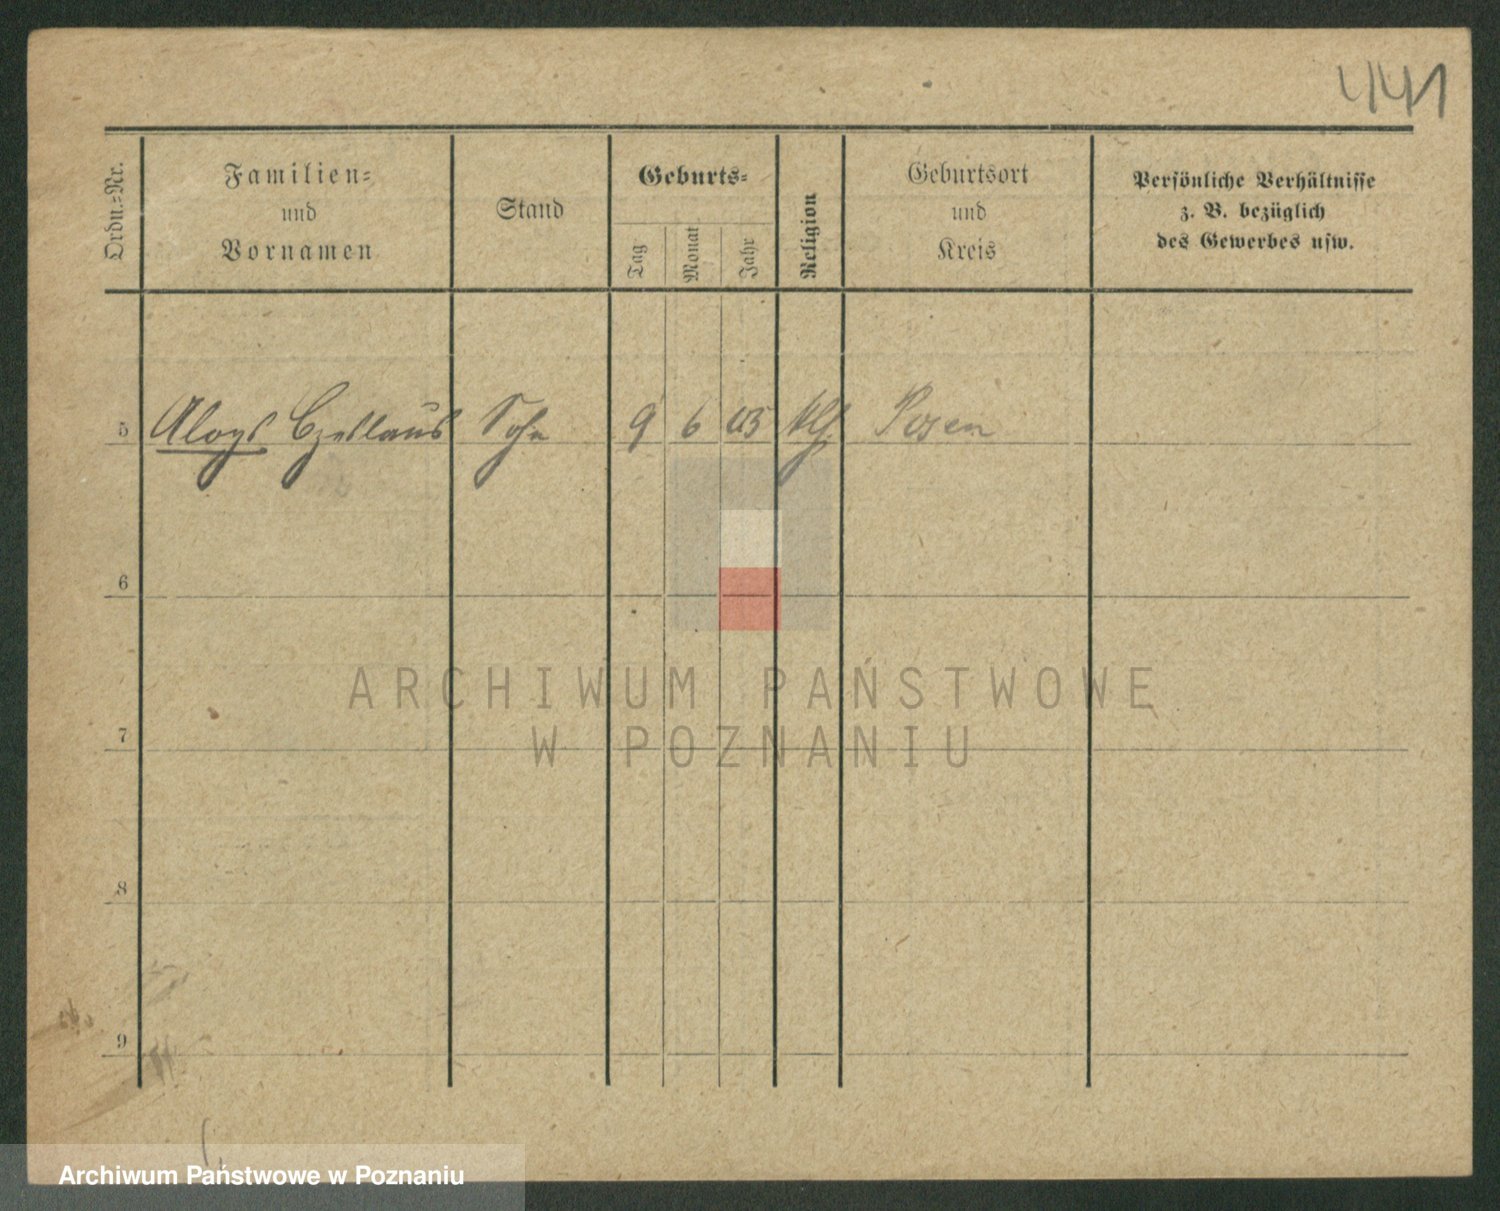 441
Ordn.-Nr.
Familien-
und
Vornamen
Stand
Geburts-
Tag
Monat
Jahr
Religion
Geburtsort
und
Kreis
Persönliche Verhältnisse
z. B. bezüglich
des Gewerbes usw.
5 Aloys Czeslaus Sohn 9 6 05 klh. Posen
6
7
8
9
ARCHIWUM PAŃSTWOWE
W POZNANIU
Archiwum Państwowe w Poznaniu